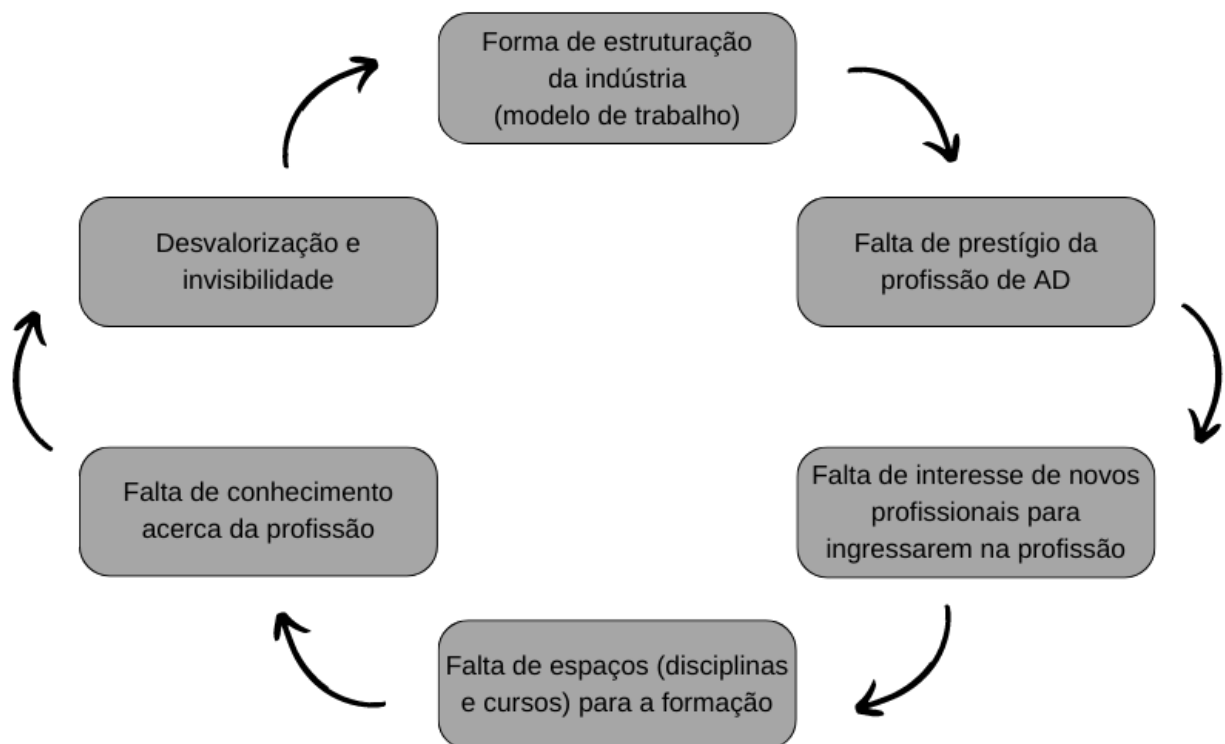 Forma de estruturação
da indústria
(modelo de trabalho)
Falta de prestígio da
profissão de AD
Falta de interesse de novos
profissionais para
ingressarem na profissão
Falta de espaços (disciplinas
e cursos) para a formação
Falta de conhecimento
acerca da profissão
Desvalorização e
invisibilidade